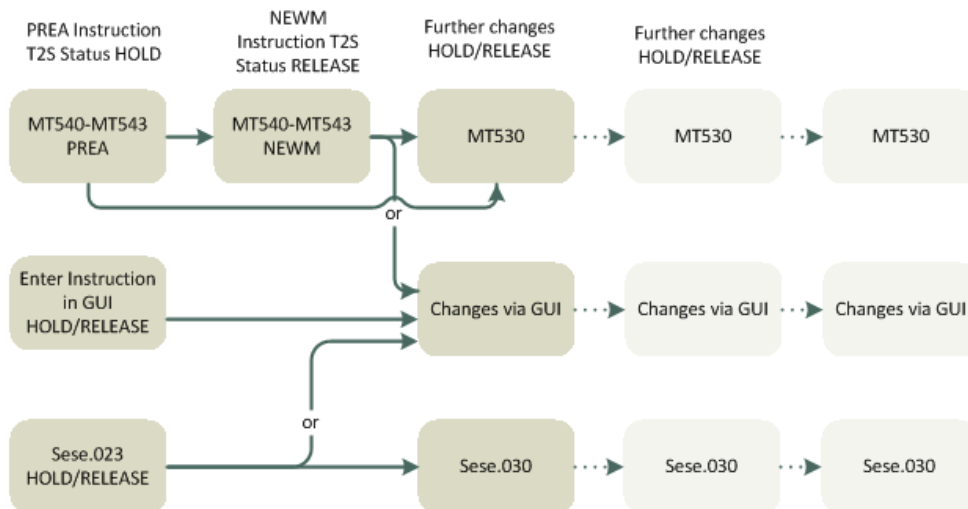 PREA Instruction
T2S Status HOLD
NEWM
Instruction T2S
Status RELEASE
Further changes
HOLD/RELEASE
Further changes
HOLD/RELEASE
MT540-MT543
PREA
MT540-MT543
NEWM
MT530
MT530
MT530
or
Enter Instruction
in GUI
HOLD/RELEASE
Changes via GUI
Changes via GUI
Changes via GUI
or
Sese.023
HOLD/RELEASE
Sese.030
Sese.030
Sese.030